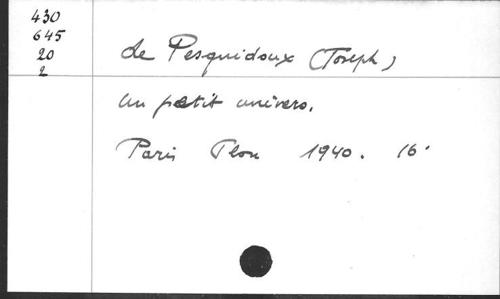 430
645
20
2
de Pesquidoux (Joseph)
Un petit univers.
Paris Plon 1940. 16°